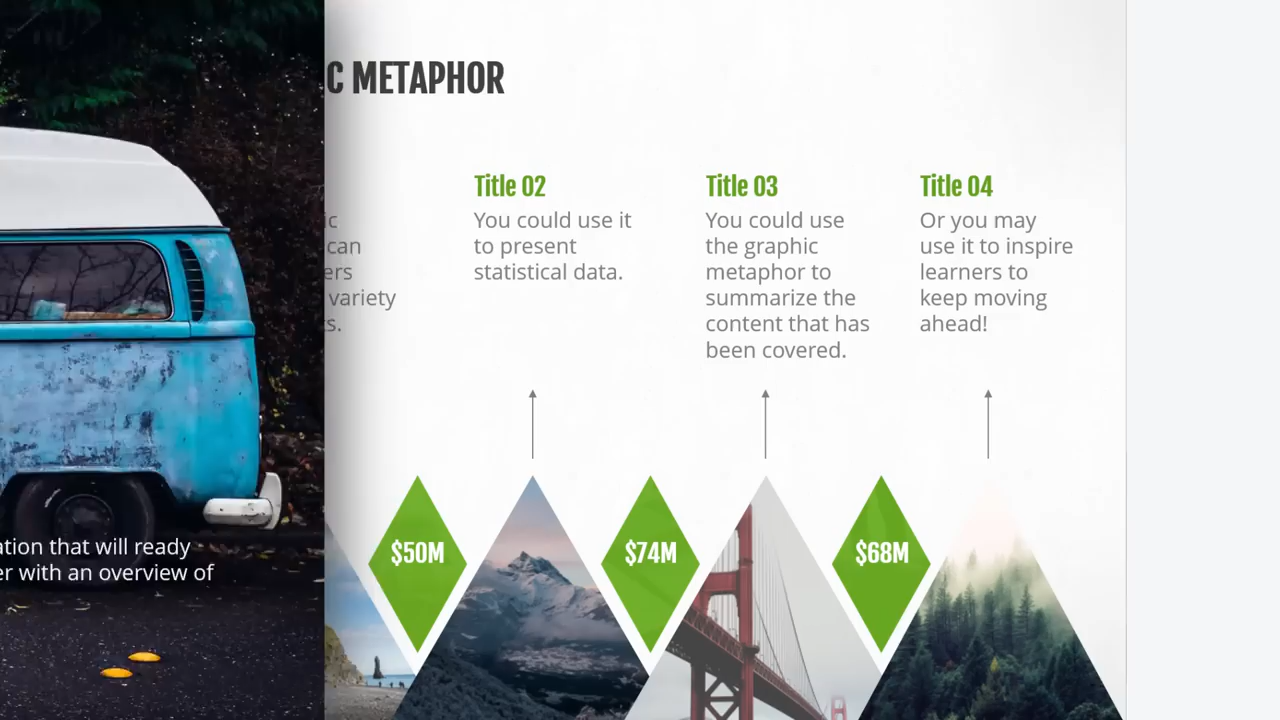 C METAPHOR
ic
can
ers
variety
s.
Title 02
You could use it
to present
statistical data.
Title 03
You could use
the graphic
metaphor to
summarize the
content that has
been covered.
Title 04
Or you may
use it to inspire
learners to
keep moving
ahead!
$50M
$74M
$68M
ation that will ready
er with an overview of